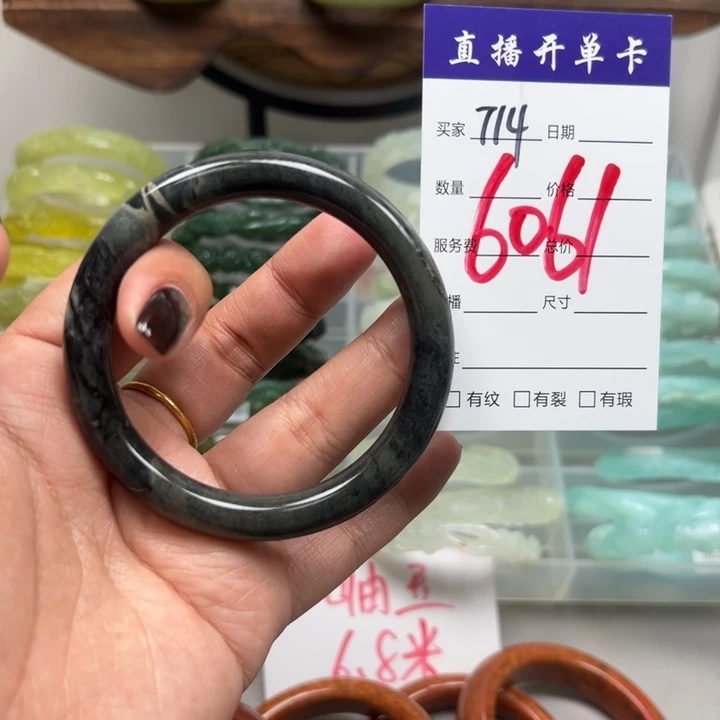 直播开单卡
买家 714 日期
数量 价格
6061
服务费 总价
播 尺寸
□有纹 □有裂 □有瑕
6.8米